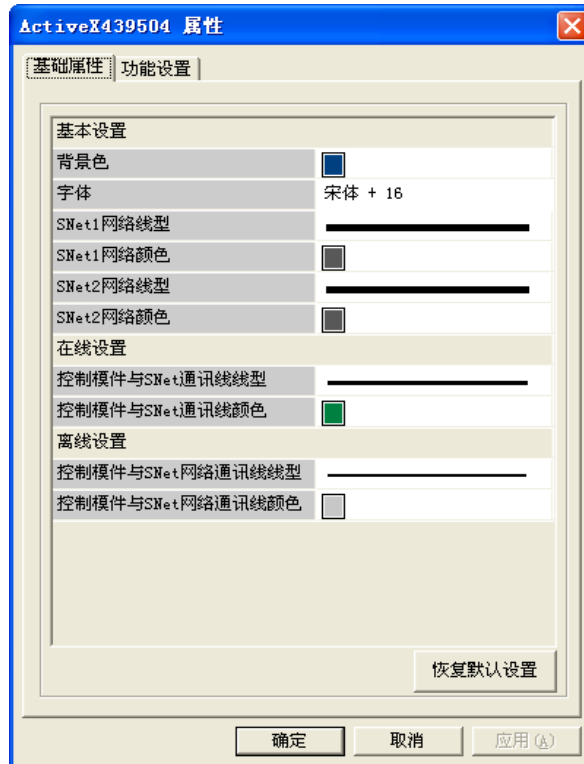 ActiveX439504 属性
基础属性 功能设置
基本设置
背景色
字体 宋体 + 16
SNet1网络线型
SNet1网络颜色
SNet2网络线型
SNet2网络颜色
在线设置
控制模件与SNet通讯线线型
控制模件与SNet通讯线颜色
离线设置
控制模件与SNet网络通讯线线型
控制模件与SNet网络通讯线颜色
恢复默认设置
确定 取消 应用(A)